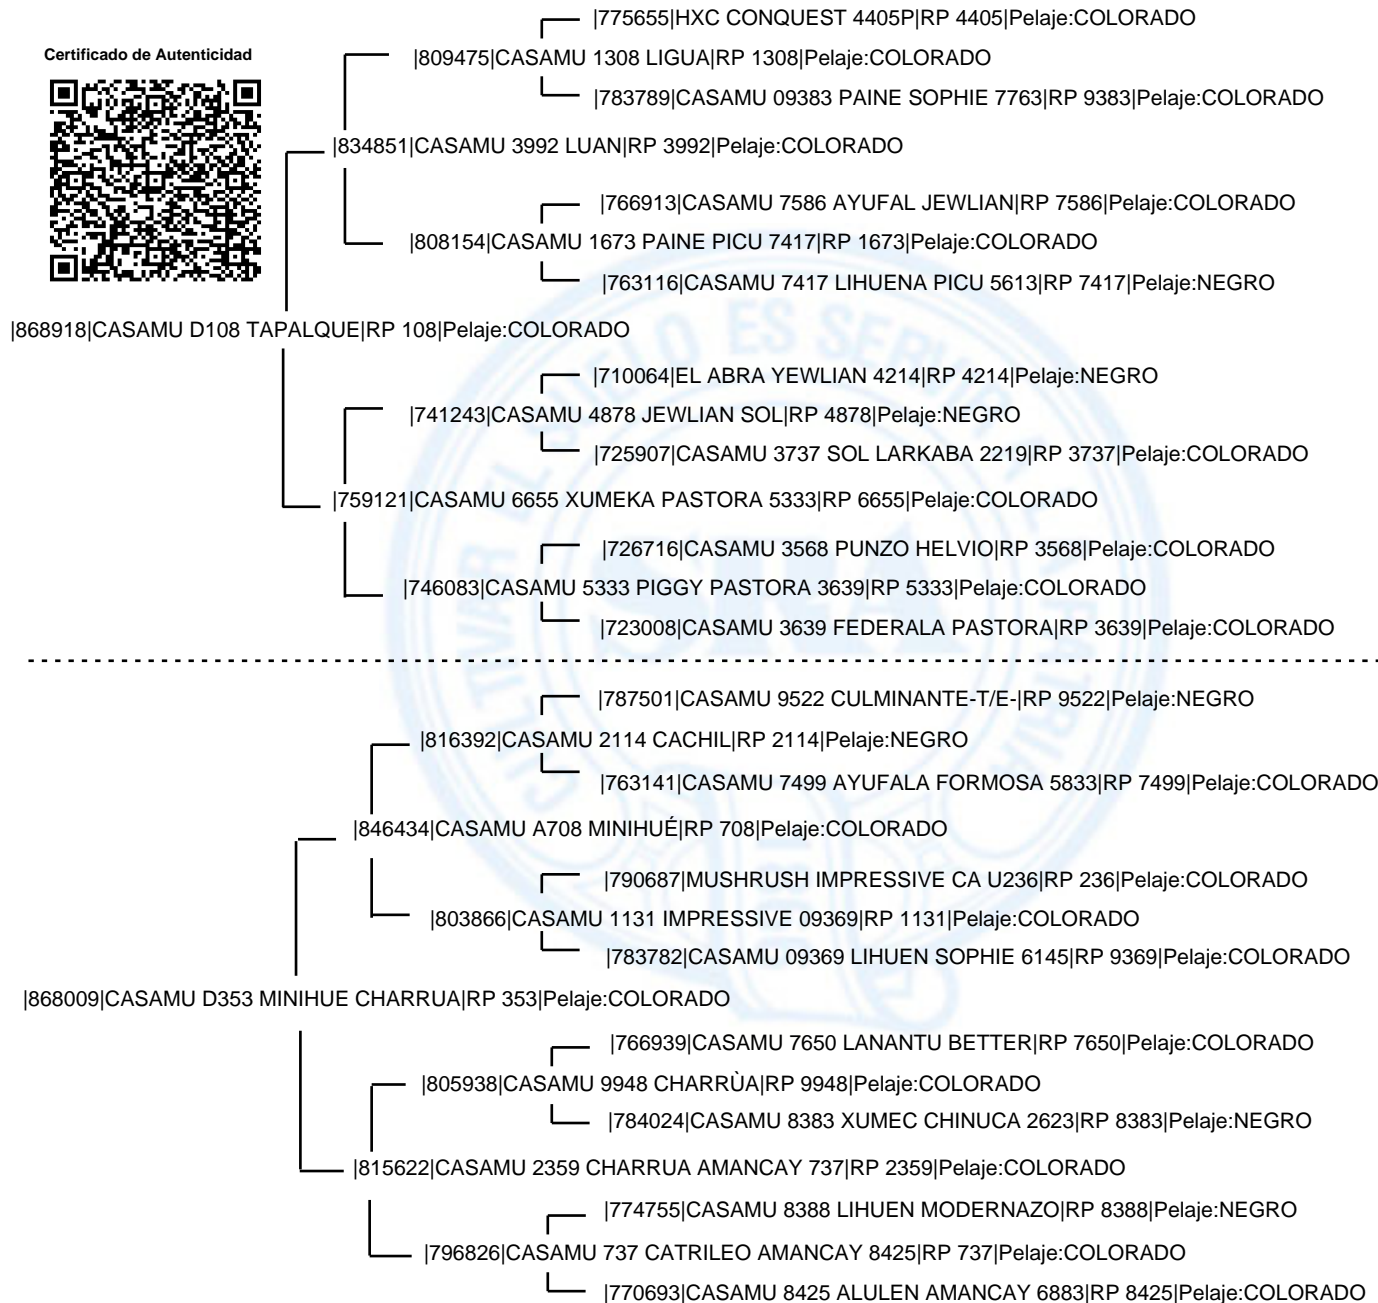 |775655|HXC CONQUEST 4405P|RP 4405|Pelaje:COLORADO
Certificado de Autenticidad
|809475|CASAMU 1308 LIGUA|RP 1308|Pelaje:COLORADO
|783789|CASAMU 09383 PAINE SOPHIE 7763|RP 9383|Pelaje:COLORADO
|834851|CASAMU 3992 LUAN|RP 3992|Pelaje:COLORADO
|766913|CASAMU 7586 AYUFAL JEWLIAN|RP 7586|Pelaje:COLORADO
|808154|CASAMU 1673 PAINE PICU 7417|RP 1673|Pelaje:COLORADO
|763116|CASAMU 7417 LIHUENA PICU 5613|RP 7417|Pelaje:NEGRO
|868918|CASAMU D108 TAPALQUE|RP 108|Pelaje:COLORADO
|710064|EL ABRA YEWLIAN 4214|RP 4214|Pelaje:NEGRO
|741243|CASAMU 4878 JEWLIAN SOL|RP 4878|Pelaje:NEGRO
|725907|CASAMU 3737 SOL LARKABA 2219|RP 3737|Pelaje:COLORADO
|759121|CASAMU 6655 XUMEKA PASTORA 5333|RP 6655|Pelaje:COLORADO
|726716|CASAMU 3568 PUNZO HELVIO|RP 3568|Pelaje:COLORADO
|746083|CASAMU 5333 PIGGY PASTORA 3639|RP 5333|Pelaje:COLORADO
|723008|CASAMU 3639 FEDERALA PASTORA|RP 3639|Pelaje:COLORADO
|787501|CASAMU 9522 CULMINANTE-T/E-|RP 9522|Pelaje:NEGRO
|816392|CASAMU 2114 CACHIL|RP 2114|Pelaje:NEGRO
|763141|CASAMU 7499 AYUFALA FORMOSA 5833|RP 7499|Pelaje:COLORADO
|846434|CASAMU A708 MINIHUÉ|RP 708|Pelaje:COLORADO
|790687|MUSHRUSH IMPRESSIVE CA U236|RP 236|Pelaje:COLORADO
|803866|CASAMU 1131 IMPRESSIVE 09369|RP 1131|Pelaje:COLORADO
|783782|CASAMU 09369 LIHUEN SOPHIE 6145|RP 9369|Pelaje:COLORADO
|868009|CASAMU D353 MINIHUE CHARRUA|RP 353|Pelaje:COLORADO
|766939|CASAMU 7650 LANANTU BETTER|RP 7650|Pelaje:COLORADO
|805938|CASAMU 9948 CHARRÙA|RP 9948|Pelaje:COLORADO
|784024|CASAMU 8383 XUMEC CHINUCA 2623|RP 8383|Pelaje:NEGRO
|815622|CASAMU 2359 CHARRUA AMANCAY 737|RP 2359|Pelaje:COLORADO
|774755|CASAMU 8388 LIHUEN MODERNAZO|RP 8388|Pelaje:NEGRO
|796826|CASAMU 737 CATRILEO AMANCAY 8425|RP 737|Pelaje:COLORADO
|770693|CASAMU 8425 ALULEN AMANCAY 6883|RP 8425|Pelaje:COLORADO
CULTIVAR EL SUELO ES SERVIR A LA PATRIA
SRA
1866